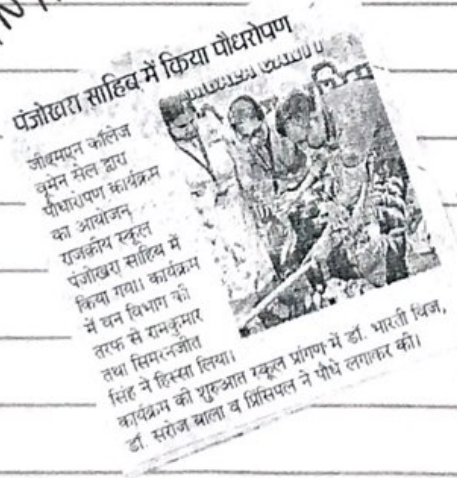 पंजोखरा साहिब में किया पौधरोपण
जीएमएन कॉलेज
वूमेन सेल द्वारा
पौधारोपण कार्यक्रम
का आयोजन
राजकीय स्कूल
पंजोखरा साहिब में
किया गया। कार्यक्रम
में वन विभाग की
तरफ से रामकुमार
तथा सिमरनजीत
सिंह ने हिस्सा लिया।
कार्यक्रम की शुरुआत स्कूल प्रांगण में डॉ. भारती विज,
डॉ. सरोज बाला व प्रिंसिपल ने पौधे लगाकर की।